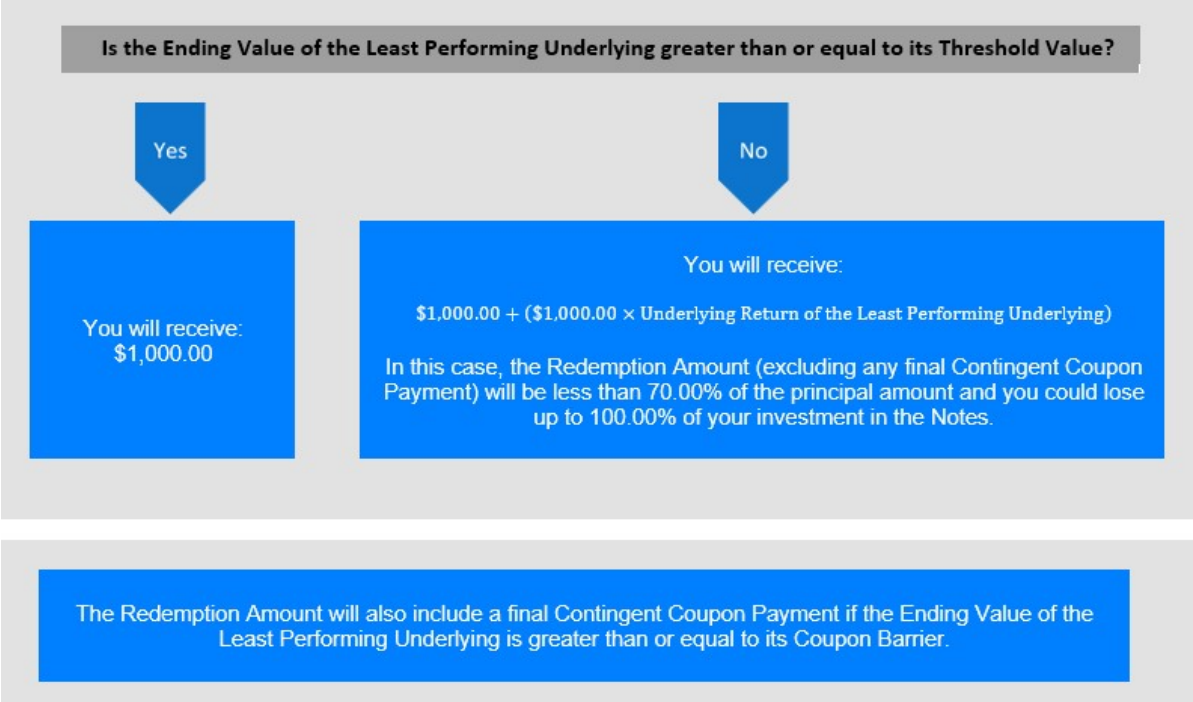 Is the Ending Value of the Least Performing Underlying greater than or equal to its Threshold Value?
Yes
No
You will receive:
$1,000.00
You will receive:
$1,000.00 + ($1,000.00 × Underlying Return of the Least Performing Underlying)
In this case, the Redemption Amount (excluding any final Contingent Coupon
Payment) will be less than 70.00% of the principal amount and you could lose
up to 100.00% of your investment in the Notes.
The Redemption Amount will also include a final Contingent Coupon Payment if the Ending Value of the
Least Performing Underlying is greater than or equal to its Coupon Barrier.